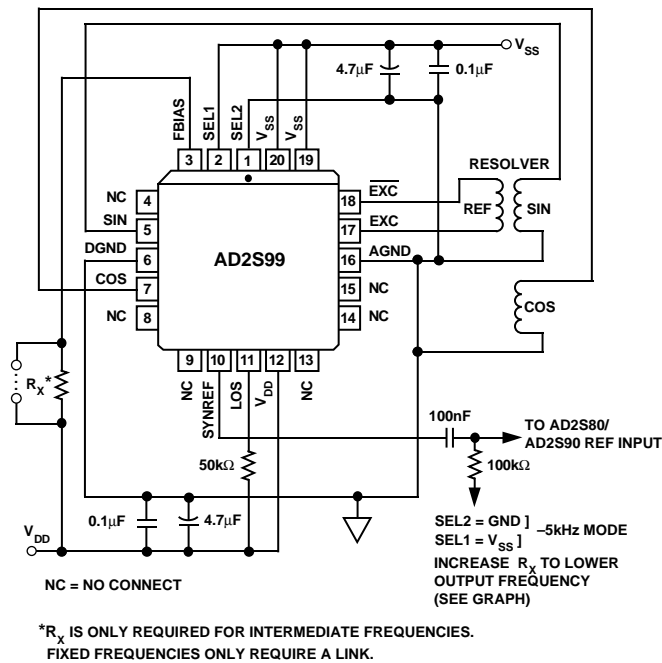 V_SS
4.7µF
0.1µF
FBIAS
SEL1
SEL2
V_SS
V_SS
3
2
1
20
19
RESOLVER
NC
4
18
EXC
REF
SIN
SIN
5
17
EXC
DGND
6
AD2S99
16
AGND
COS
7
15
NC
COS
NC
8
14
NC
9
10
11
12
13
NC
SYNREF
LOS
V_DD
NC
R_X*
100nF
TO AD2S80/
AD2S90 REF INPUT
50kΩ
100kΩ
0.1µF
4.7µF
V_DD
SEL2 = GND ]
–5kHz MODE
SEL1 = V_SS ]
INCREASE R_X TO LOWER
OUTPUT FREQUENCY
(SEE GRAPH)
NC = NO CONNECT
*R_X IS ONLY REQUIRED FOR INTERMEDIATE FREQUENCIES.
FIXED FREQUENCIES ONLY REQUIRE A LINK.